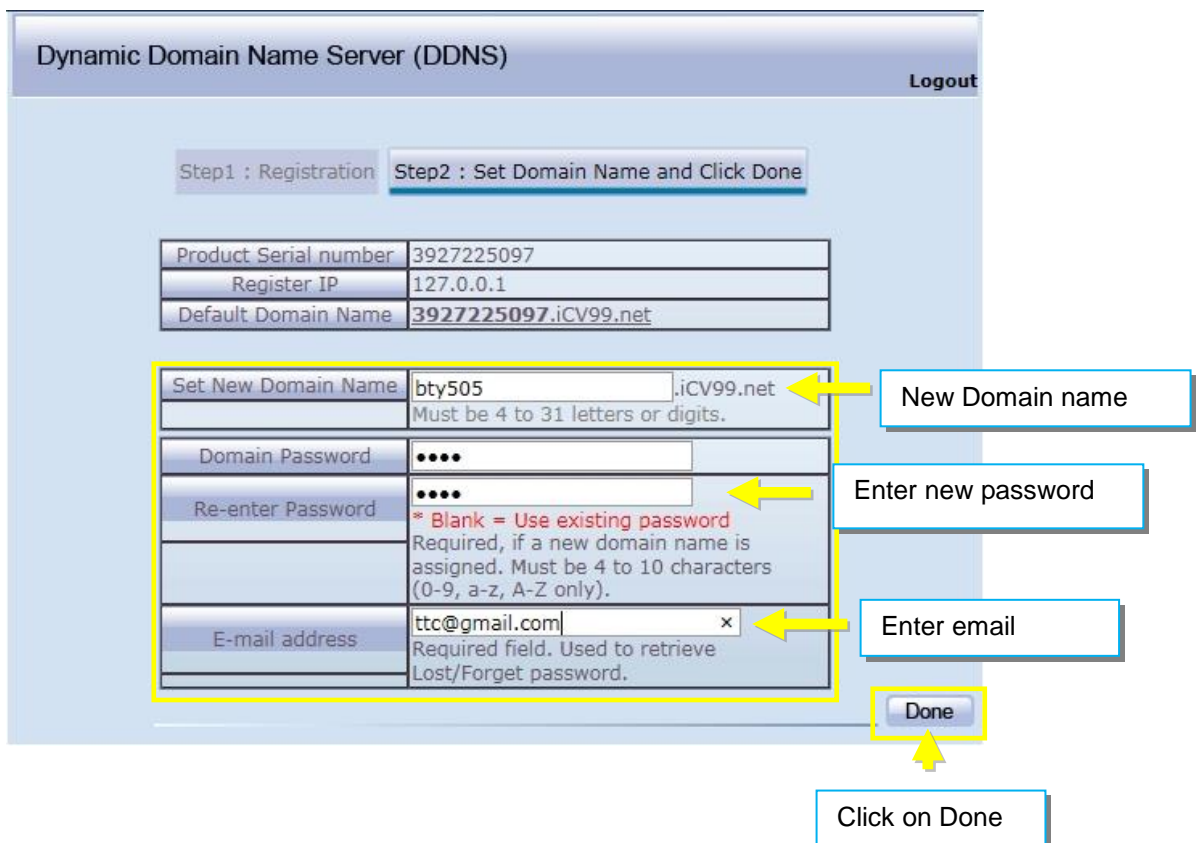 Dynamic Domain Name Server (DDNS)
Logout
Step1 : Registration Step2 : Set Domain Name and Click Done
Product Serial number 3927225097
Register IP 127.0.0.1
Default Domain Name 3927225097.iCV99.net
Set New Domain Name bty505 .iCV99.net
Must be 4 to 31 letters or digits.
New Domain name
Domain Password ••••
Re-enter Password ••••
* Blank = Use existing password
Required, if a new domain name is
assigned. Must be 4 to 10 characters
(0-9, a-z, A-Z only).
Enter new password
E-mail address ttc@gmail.com ×
Required field. Used to retrieve
Lost/Forget password.
Enter email
Done
Click on Done